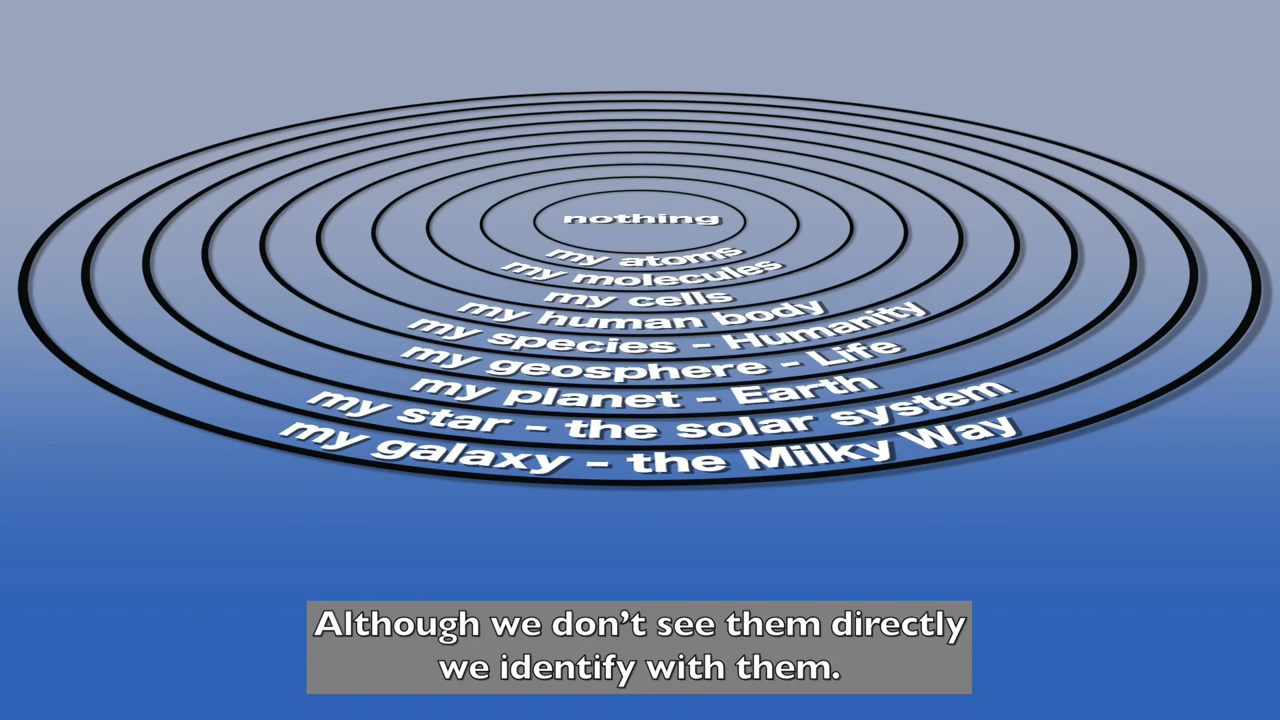 nothing
my atoms
my molecules
my cells
my human body
my species – Humanity
my geosphere – Life
my planet – Earth
my star – the solar system
my galaxy – the Milky Way
Although we don’t see them directly
we identify with them.